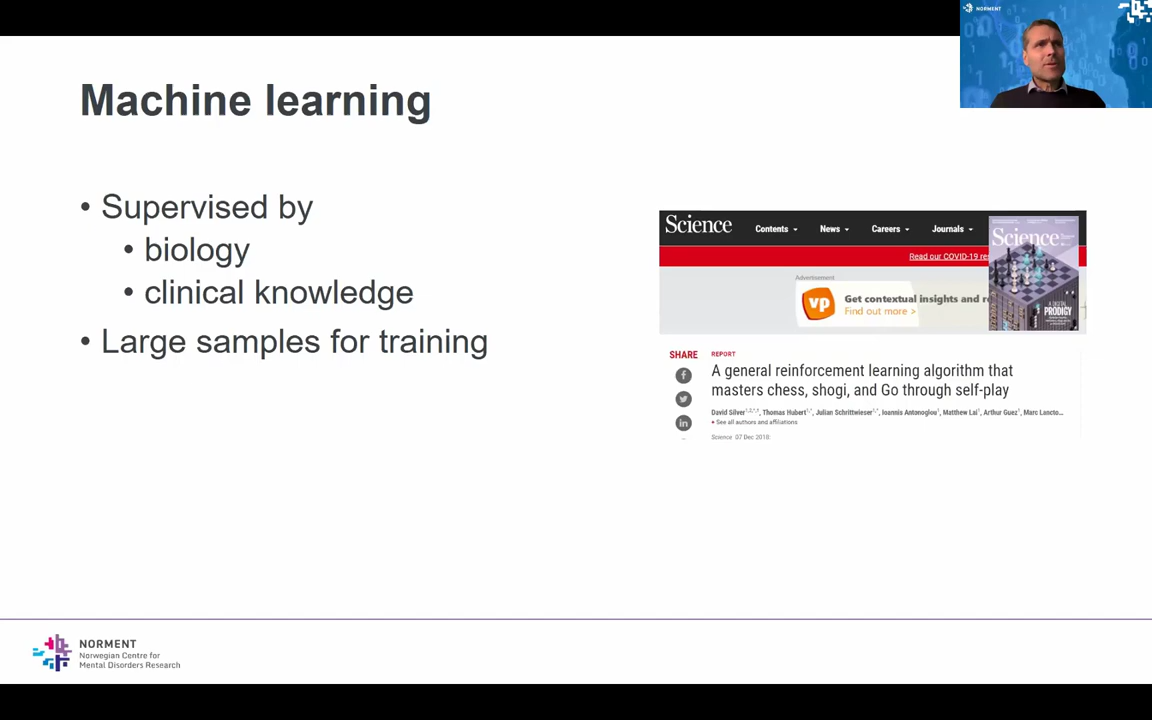 NORMENT
Machine learning
• Supervised by
• biology
• clinical knowledge
• Large samples for training
Science
Contents
News
Careers
Journals
Read our COVID-19 res
Advertisement
vp
Get contextual insights and re
Find out more >
Science
A DIGITAL
PRODIGY
SHARE
REPORT
A general reinforcement learning algorithm that
masters chess, shogi, and Go through self-play
David Silver, Thomas Hubert, Julian Schrittwieser, Ioannis Antonoglou, Matthew Lai, Arthur Guez, Marc Lancto...
See all authors and affiliations
Science 07 Dec 2018:
NORMENT
Norwegian Centre for
Mental Disorders Research